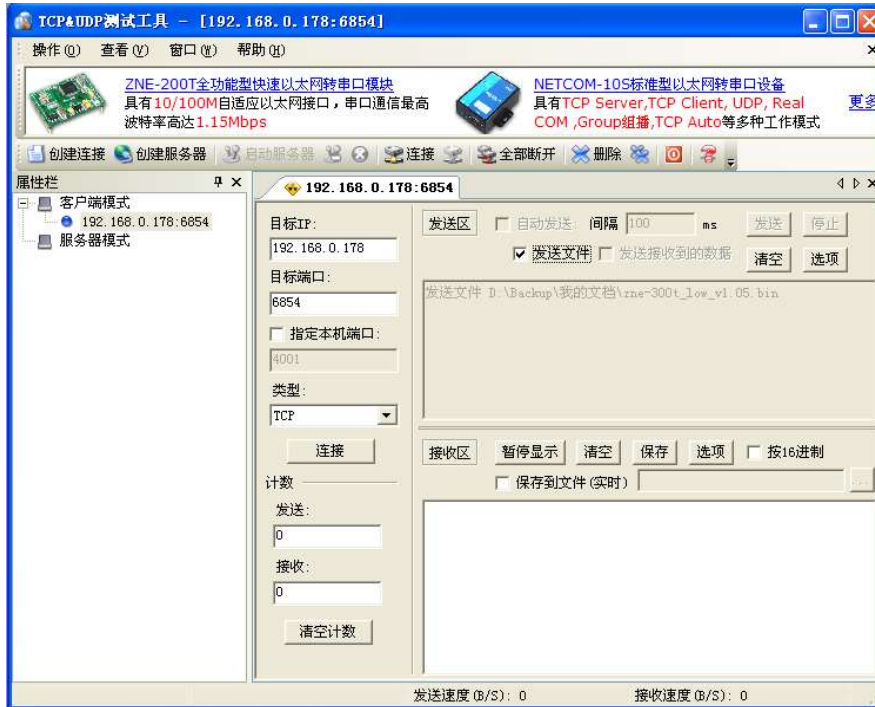 TCP&UDP测试工具 - [192.168.0.178:6854]
操作(O) 查看(V) 窗口(W) 帮助(H)
ZNE-200T全功能型快速以太网转串口模块
具有10/100M自适应以太网接口，串口通信最高
波特率高达1.15Mbps
NETCOM-10S标准型以太网转串口设备
具有TCP Server,TCP Client, UDP, Real
COM ,Group组播,TCP Auto等多种工作模式
更多
创建连接 创建服务器 启动服务器 连接 全部断开 删除
属性栏
客户端模式
192.168.0.178:6854
服务器模式
192.168.0.178:6854
目标IP:
192.168.0.178
目标端口:
6854
指定本机端口:
4001
类型:
TCP
连接
计数
发送:
0
接收:
0
清空计数
发送区 自动发送: 间隔 100 ms 发送 停止
发送文件 发送接收到的数据 清空 选项
发送文件 D:\Backup\我的文档\zne-300t_low_v1.05.bin
接收区 暂停显示 清空 保存 选项 按16进制
保存到文件(实时) ...
发送速度(B/S): 0 接收速度(B/S): 0